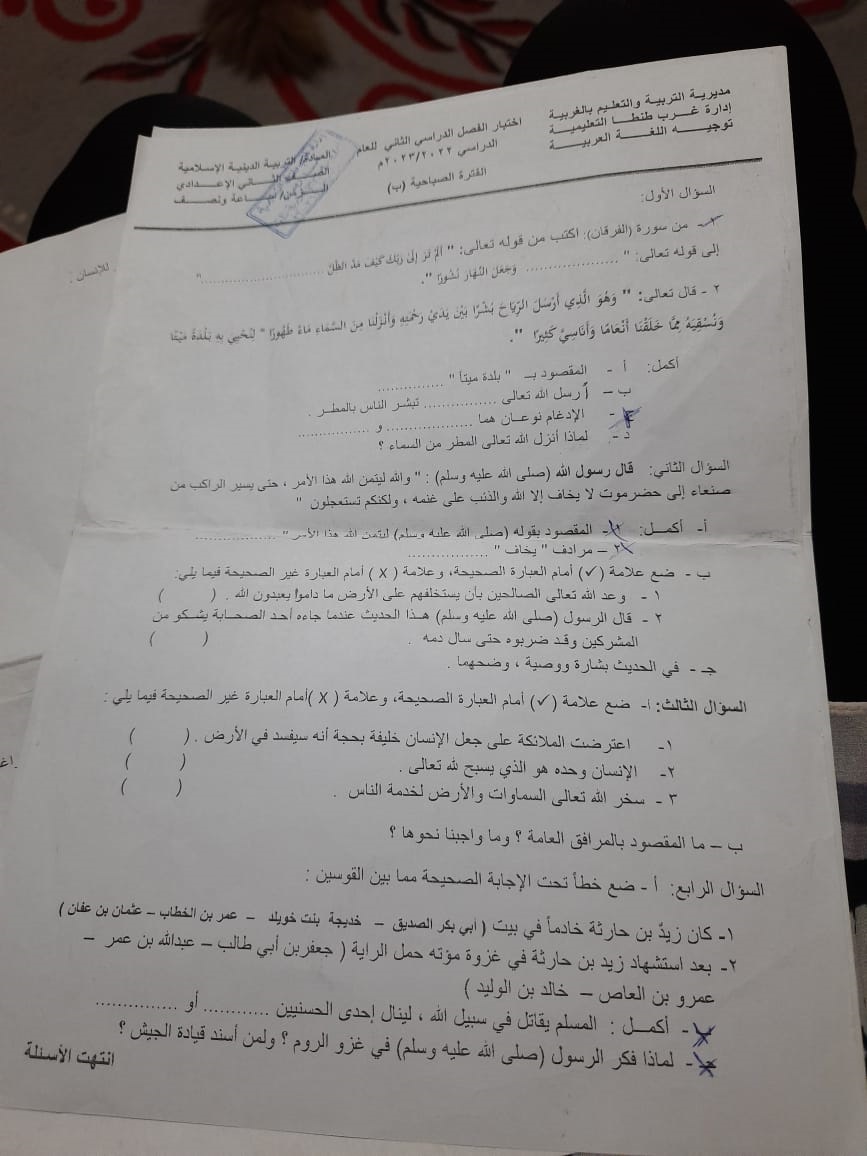 مديرية التربية والتعليم بالغربية
إدارة غرب طنطا التعليمية
توجيه اللغة العربية
اختبار الفصل الدراسي الثاني للعام
الدراسي ٢٠٢٣/٢٠٢٢م
الفترة الصباحية (ب)
المادة/ التربية الدينية الإسلامية
الصف الثاني الإعدادي
الزمن/ ساعة ونصف
السؤال الأول:
١- من سورة (الفرقان): اكتب من قوله تعالى: " أَلَمْ تَرَ إِلَىٰ رَبِّكَ كَيْفَ مَدَّ الظِّلَّ .............................."
إلى قوله تعالى: " .................... وَجَعَلَ النَّهَارَ نُشُورًا ".
٢ - قال تعالى: " وَهُوَ الَّذِي أَرْسَلَ الرِّيَاحَ بُشْرًا بَيْنَ يَدَيْ رَحْمَتِهِ وَأَنْزَلْنَا مِنَ السَّمَاءِ مَاءً طَهُورًا * لِنُحْيِيَ بِهِ بَلْدَةً مَيْتًا
وَنُسْقِيَهُ مِمَّا خَلَقْنَا أَنْعَامًا وَأَنَاسِيَّ كَثِيرًا ".
أكمل: أ - المقصود بـ " بلدة ميتاً " ...............
ب – أرسل الله تعالى ................ تبشر الناس بالمطر .
جـ - الإدغام نوعان هما .................. و ................
د - لماذا أنزل الله تعالى المطر من السماء ؟
السؤال الثاني: قال رسول الله (صلى الله عليه وسلم) : " والله ليتمن الله هذا الأمر ، حتى يسير الراكب من
صنعاء إلى حضرموت لا يخاف إلا الله والذئب على غنمه ، ولكنكم تستعجلون "
أ- أكمل: ١- المقصود بقوله (صلى الله عليه وسلم) ليتمن الله هذا الأمر " .................
٢ – مرادف " يخاف " .................
ب - ضع علامة (✓) أمام العبارة الصحيحة، وعلامة ( X ) أمام العبارة غير الصحيحة فيما يلي:
١ - وعد الله تعالى الصالحين بأن يستخلفهم على الأرض ما داموا يعبدون الله . ( )
٢ - قال الرسول (صلى الله عليه وسلم) هذا الحديث عندما جاءه أحد الصحابة يشكو من
المشركين وقد ضربوه حتى سال دمه . ( )
جـ - في الحديث بشارة ووصية ، وضحهما .
السؤال الثالث: أ- ضع علامة (✓) أمام العبارة الصحيحة، وعلامة ( X )أمام العبارة غير الصحيحة فيما يلي :
١- اعترضت الملائكة على جعل الإنسان خليفة بحجة أنه سيفسد في الأرض . ( )
٢- الإنسان وحده هو الذي يسبح لله تعالى . ( )
٣ - سخر الله تعالى السماوات والأرض لخدمة الناس . ( )
ب – ما المقصود بالمرافق العامة ؟ وما واجبنا نحوها ؟
السؤال الرابع: أ - ضع خطأ تحت الإجابة الصحيحة مما بين القوسين :
١- كان زيدٌ بن حارثة خادماً في بيت ( أبي بكر الصديق – خديجة بنت خويلد – عمر بن الخطاب – عثمان بن عفان )
٢- بعد استشهاد زيد بن حارثة في غزوة مؤته حمل الراية ( جعفربن أبي طالب – عبدالله بن عمر –
عمرو بن العاص – خالد بن الوليد )
ب - أكمل : المسلم يقاتل في سبيل الله ، لينال إحدى الحسنيين ............ أو ...............
جـ - لماذا فكر الرسول (صلى الله عليه وسلم) في غزو الروم ؟ ولمن أسند قيادة الجيش ؟
انتهت الأسئلة
للإنسان :